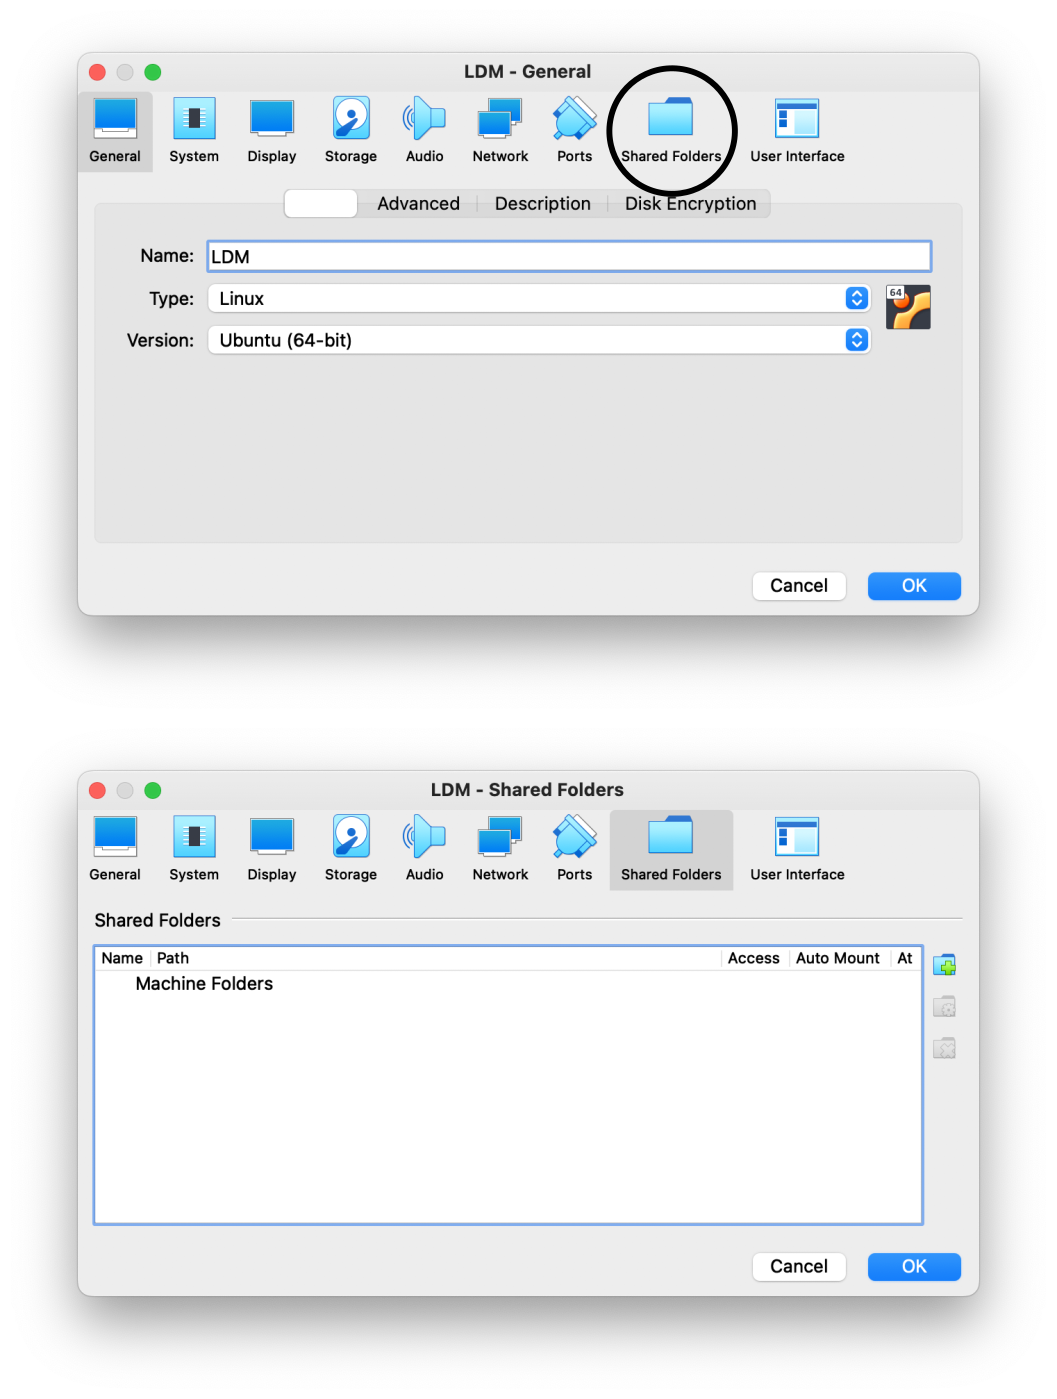 LDM - General
General System Display Storage Audio Network Ports Shared Folders User Interface
Advanced Description Disk Encryption
Name: LDM
Type: Linux
64
Version: Ubuntu (64-bit)
Cancel OK
LDM - Shared Folders
General System Display Storage Audio Network Ports Shared Folders User Interface
Shared Folders
Name Path Access Auto Mount At
Machine Folders
Cancel OK